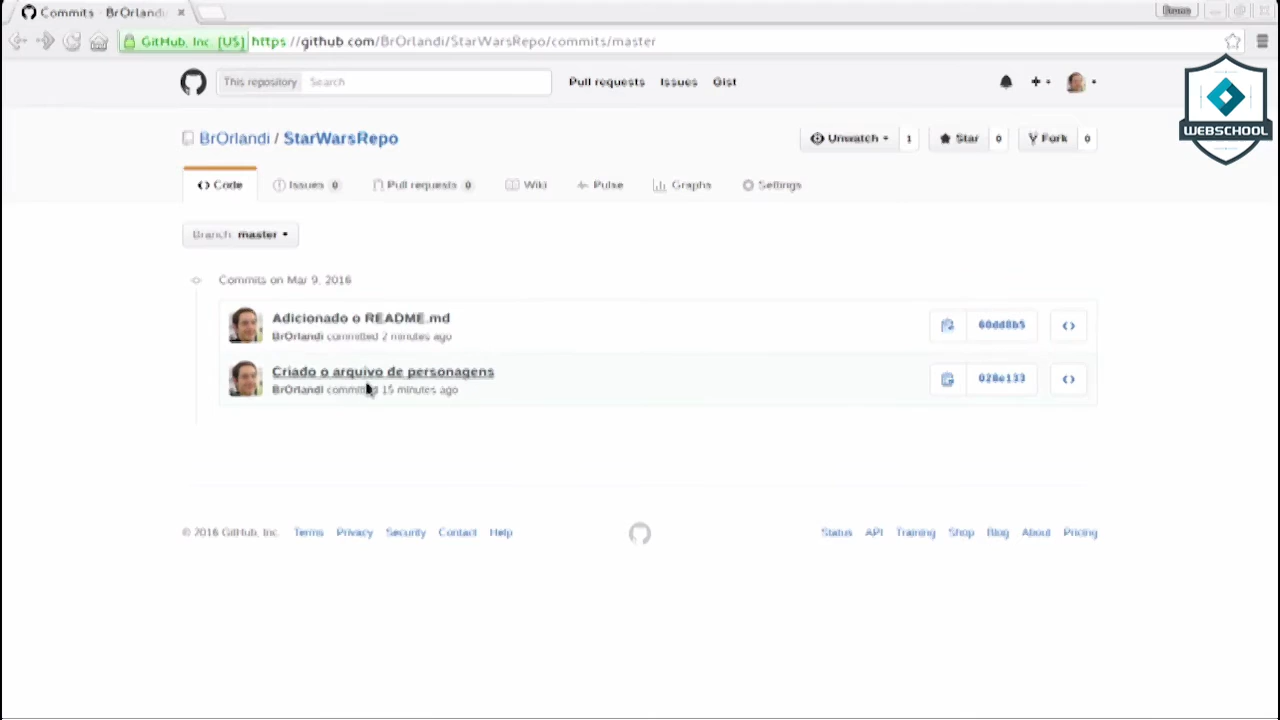 Commits · BrOrlandi
GitHub, Inc. [US] https://github.com/BrOrlandi/StarWarsRepo/commits/master
This repository Search Pull requests Issues Gist
WEBSCHOOL
BrOrlandi / StarWarsRepo Unwatch 1 Star 0 Fork 0
Code Issues 0 Pull requests 0 Wiki Pulse Graphs Settings
Branch: master
Commits on Mar 9, 2016
Adicionado o README.md
BrOrlandi committed 2 minutes ago
Criado o arquivo de personagens
BrOrlandi committed 15 minutes ago
028e133
© 2016 GitHub, Inc. Terms Privacy Security Contact Help Status API Training Shop Blog About Pricing